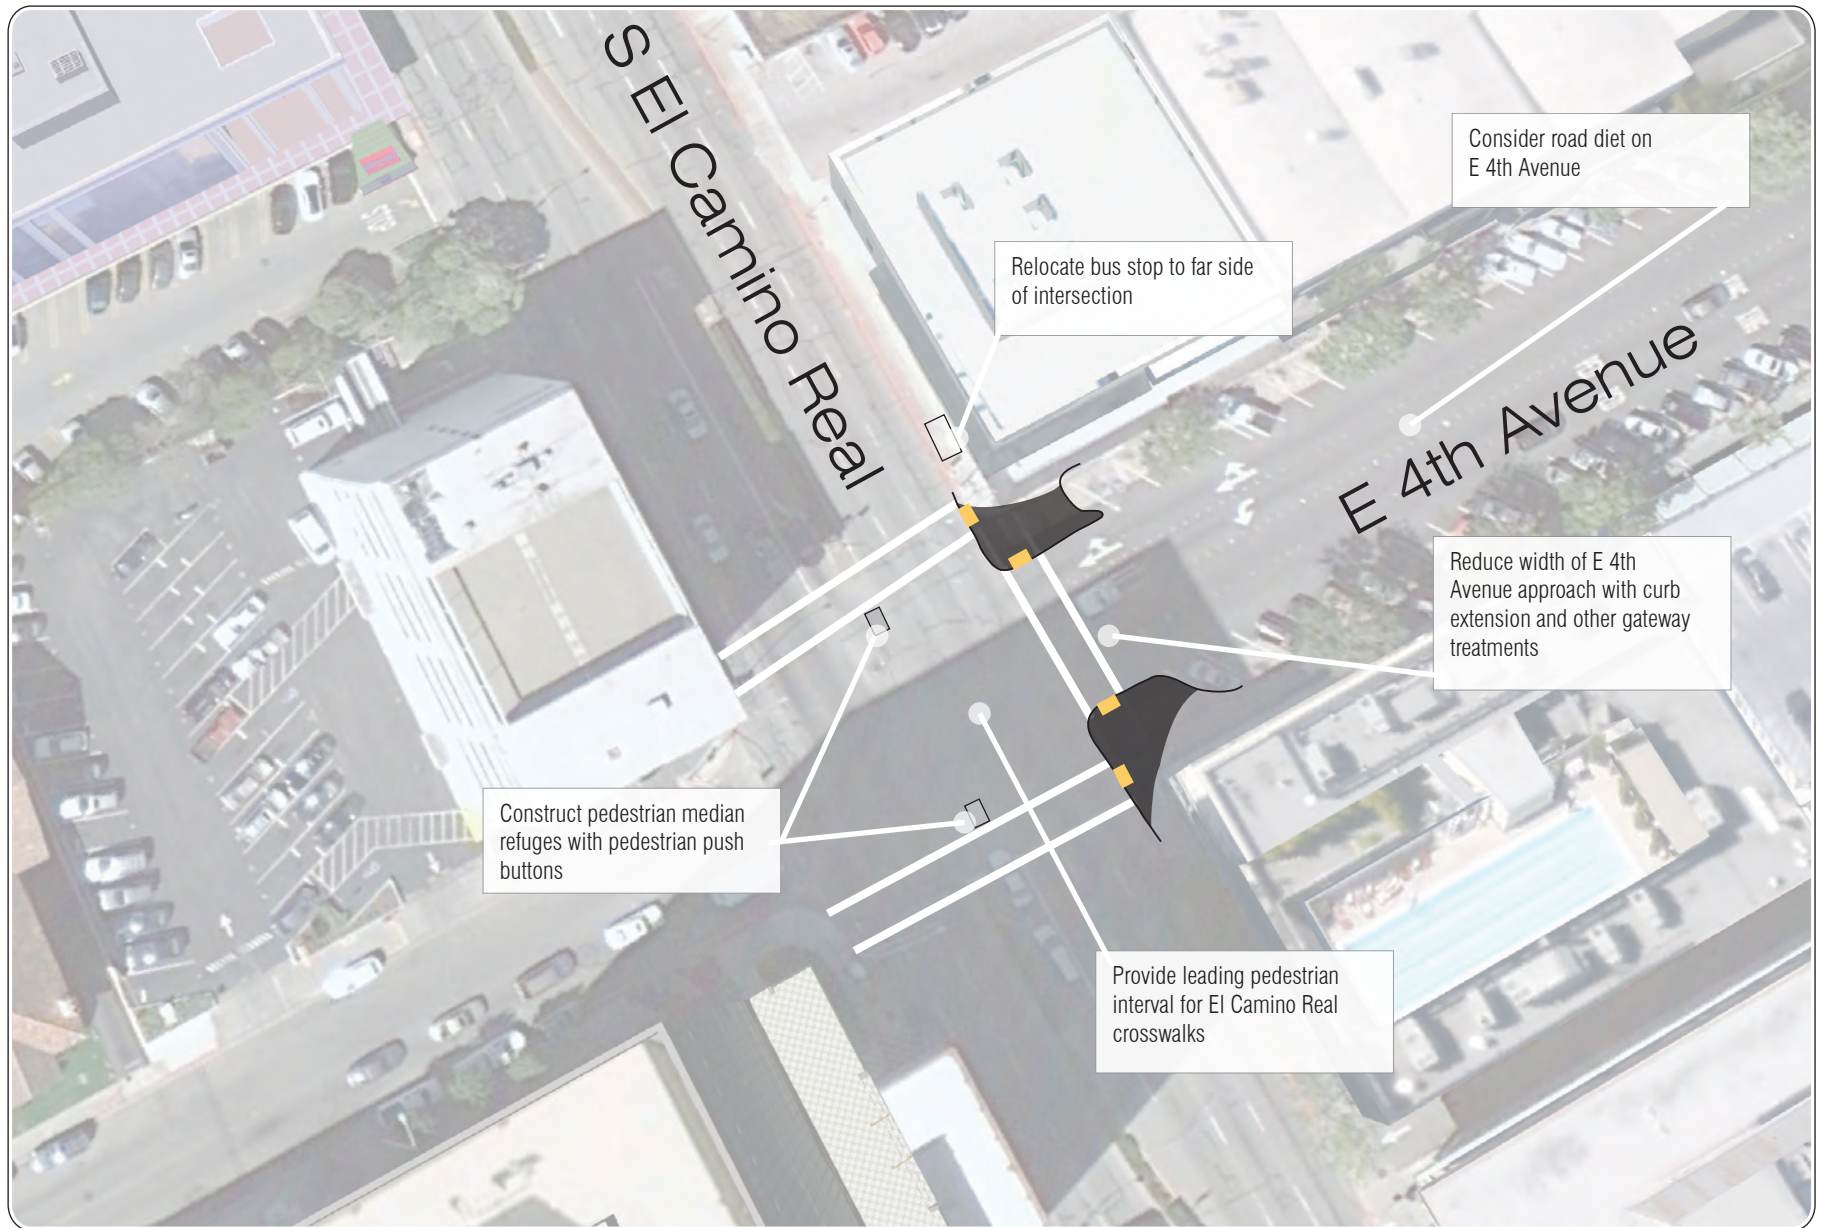 S El Camino Real
Consider road diet on
E 4th Avenue
Relocate bus stop to far side
of intersection
E 4th Avenue
Reduce width of E 4th
Avenue approach with curb
extension and other gateway
treatments
Construct pedestrian median
refuges with pedestrian push
buttons
Provide leading pedestrian
interval for El Camino Real
crosswalks